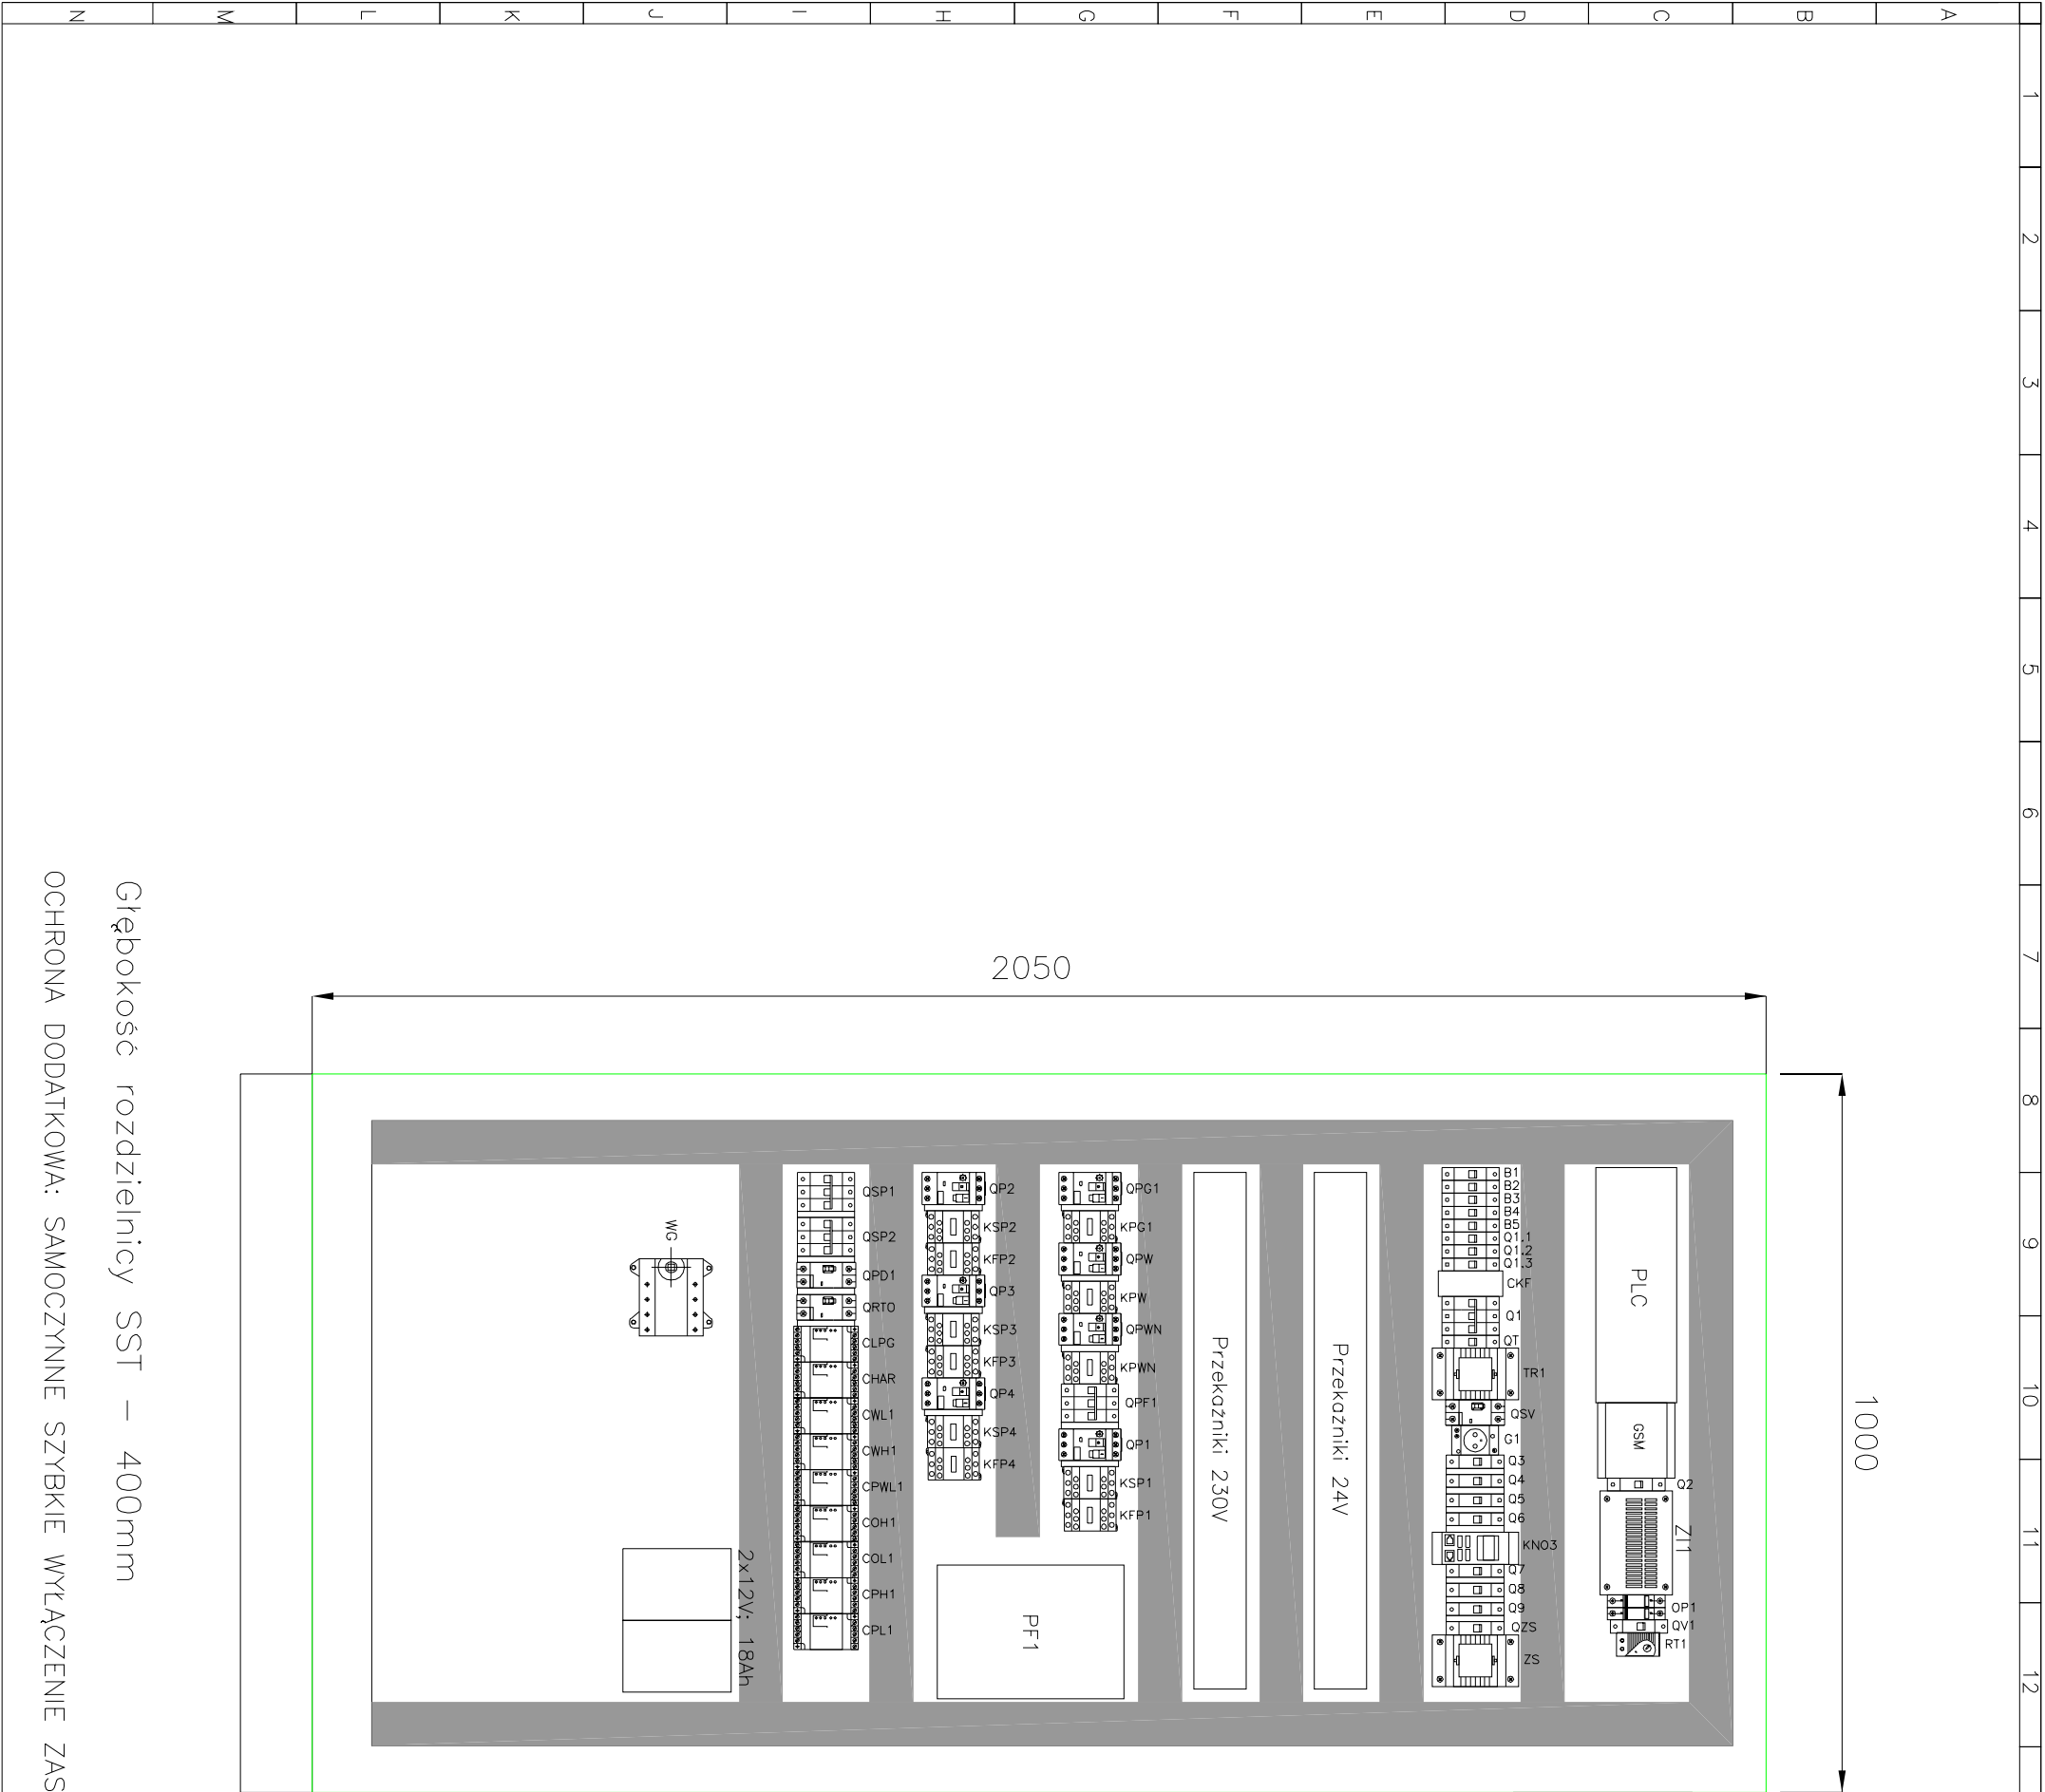 A
B
C
D
E
F
G
H
I
J
K
L
M
N
1
2
3
4
5
6
7
8
9
10
11
12
1000
2050
PLC
GSM
Q2
ZI1
OP1
QV1
RT1
B1
B2
B3
B4
B5
Q1.1
Q1.2
Q1.3
CKF
Q1
QT
TR1
QSV
G1
Q3
Q4
Q5
Q6
KNO3
Q7
Q8
Q9
QZS
ZS
Przekaźniki 24V
Przekaźniki 230V
QPG1
KPG1
QPW
KPW
QPWN
KPWN
QPF1
QP1
KSP1
KFP1
PF1
QP2
KSP2
KFP2
QP3
KSP3
KFP3
QP4
KSP4
KFP4
QSP1
QSP2
QPD1
QRTO
CLPG
CHAR
CWL1
CWH1
CPWL1
COH1
COL1
CPH1
CPL1
WG
2x12V; 18Ah
Głębokość rozdzielnicy SST – 400mm
OCHRONA DODATKOWA: SAMOCZYNNE SZYBKIE WYŁĄCZENIE ZAS